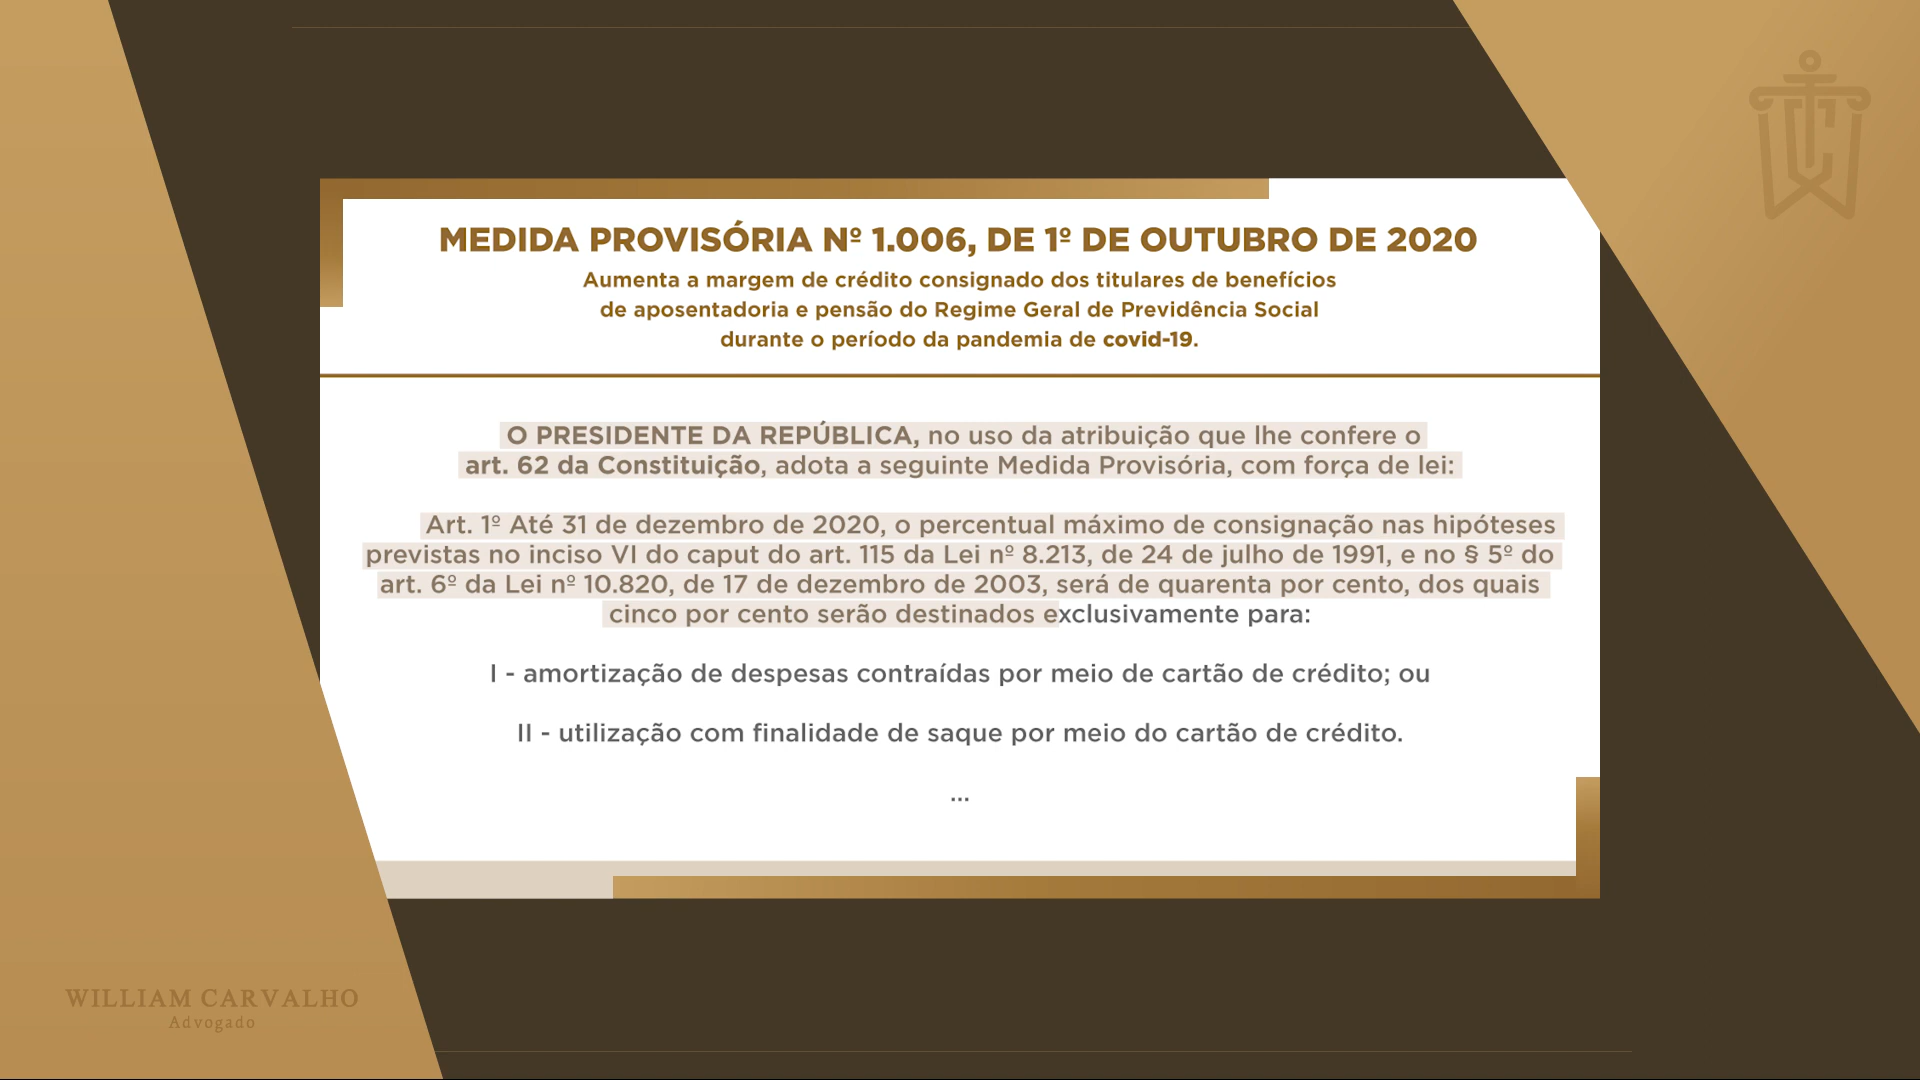 MEDIDA PROVISÓRIA Nº 1.006, DE 1º DE OUTUBRO DE 2020
Aumenta a margem de crédito consignado dos titulares de benefícios
de aposentadoria e pensão do Regime Geral de Previdência Social
durante o período da pandemia de covid-19.
O PRESIDENTE DA REPÚBLICA, no uso da atribuição que lhe confere o
art. 62 da Constituição, adota a seguinte Medida Provisória, com força de lei:
Art. 1º Até 31 de dezembro de 2020, o percentual máximo de consignação nas hipóteses
previstas no inciso VI do caput do art. 115 da Lei nº 8.213, de 24 de julho de 1991, e no § 5º do
art. 6º da Lei nº 10.820, de 17 de dezembro de 2003, será de quarenta por cento, dos quais
cinco por cento serão destinados exclusivamente para:
I - amortização de despesas contraídas por meio de cartão de crédito; ou
II - utilização com finalidade de saque por meio do cartão de crédito.
...
WILLIAM CARVALHO
Advogado